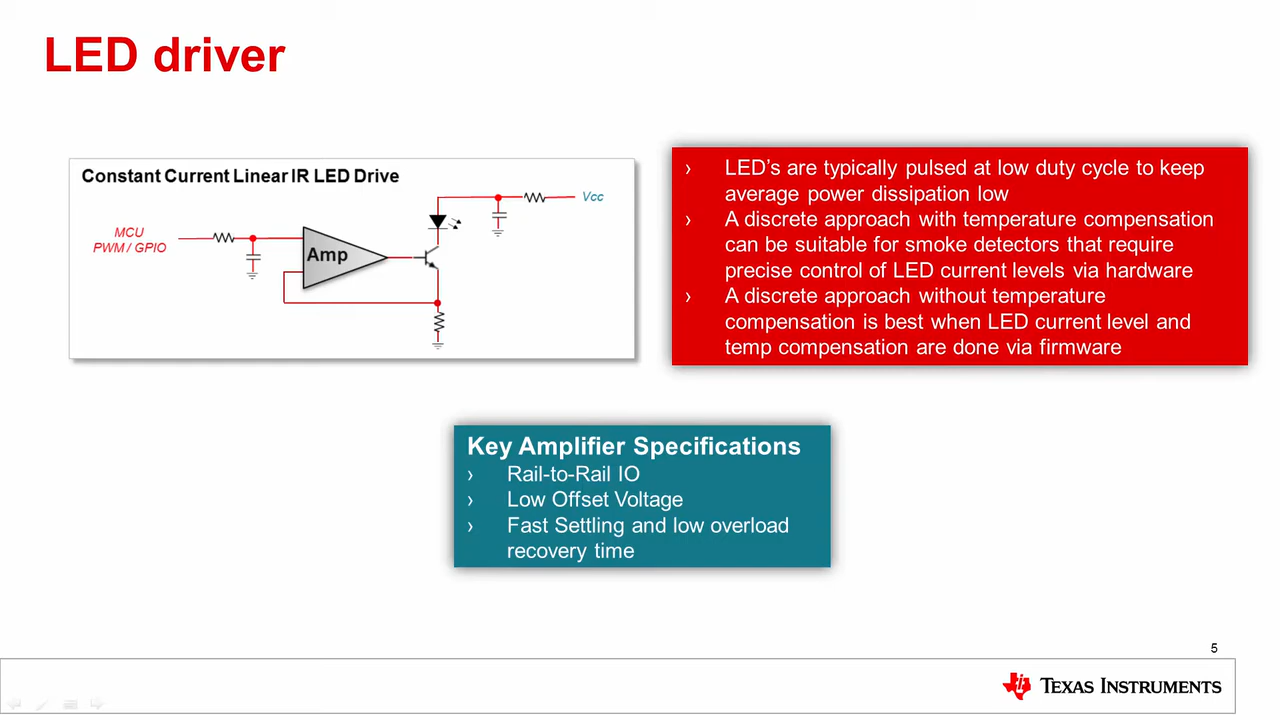 LED driver
Constant Current Linear IR LED Drive
MCU
PWM / GPIO
Amp
Vcc
› LED’s are typically pulsed at low duty cycle to keep
average power dissipation low
› A discrete approach with temperature compensation
can be suitable for smoke detectors that require
precise control of LED current levels via hardware
› A discrete approach without temperature
compensation is best when LED current level and
temp compensation are done via firmware
Key Amplifier Specifications
› Rail-to-Rail IO
› Low Offset Voltage
› Fast Settling and low overload
recovery time
5
TEXAS INSTRUMENTS